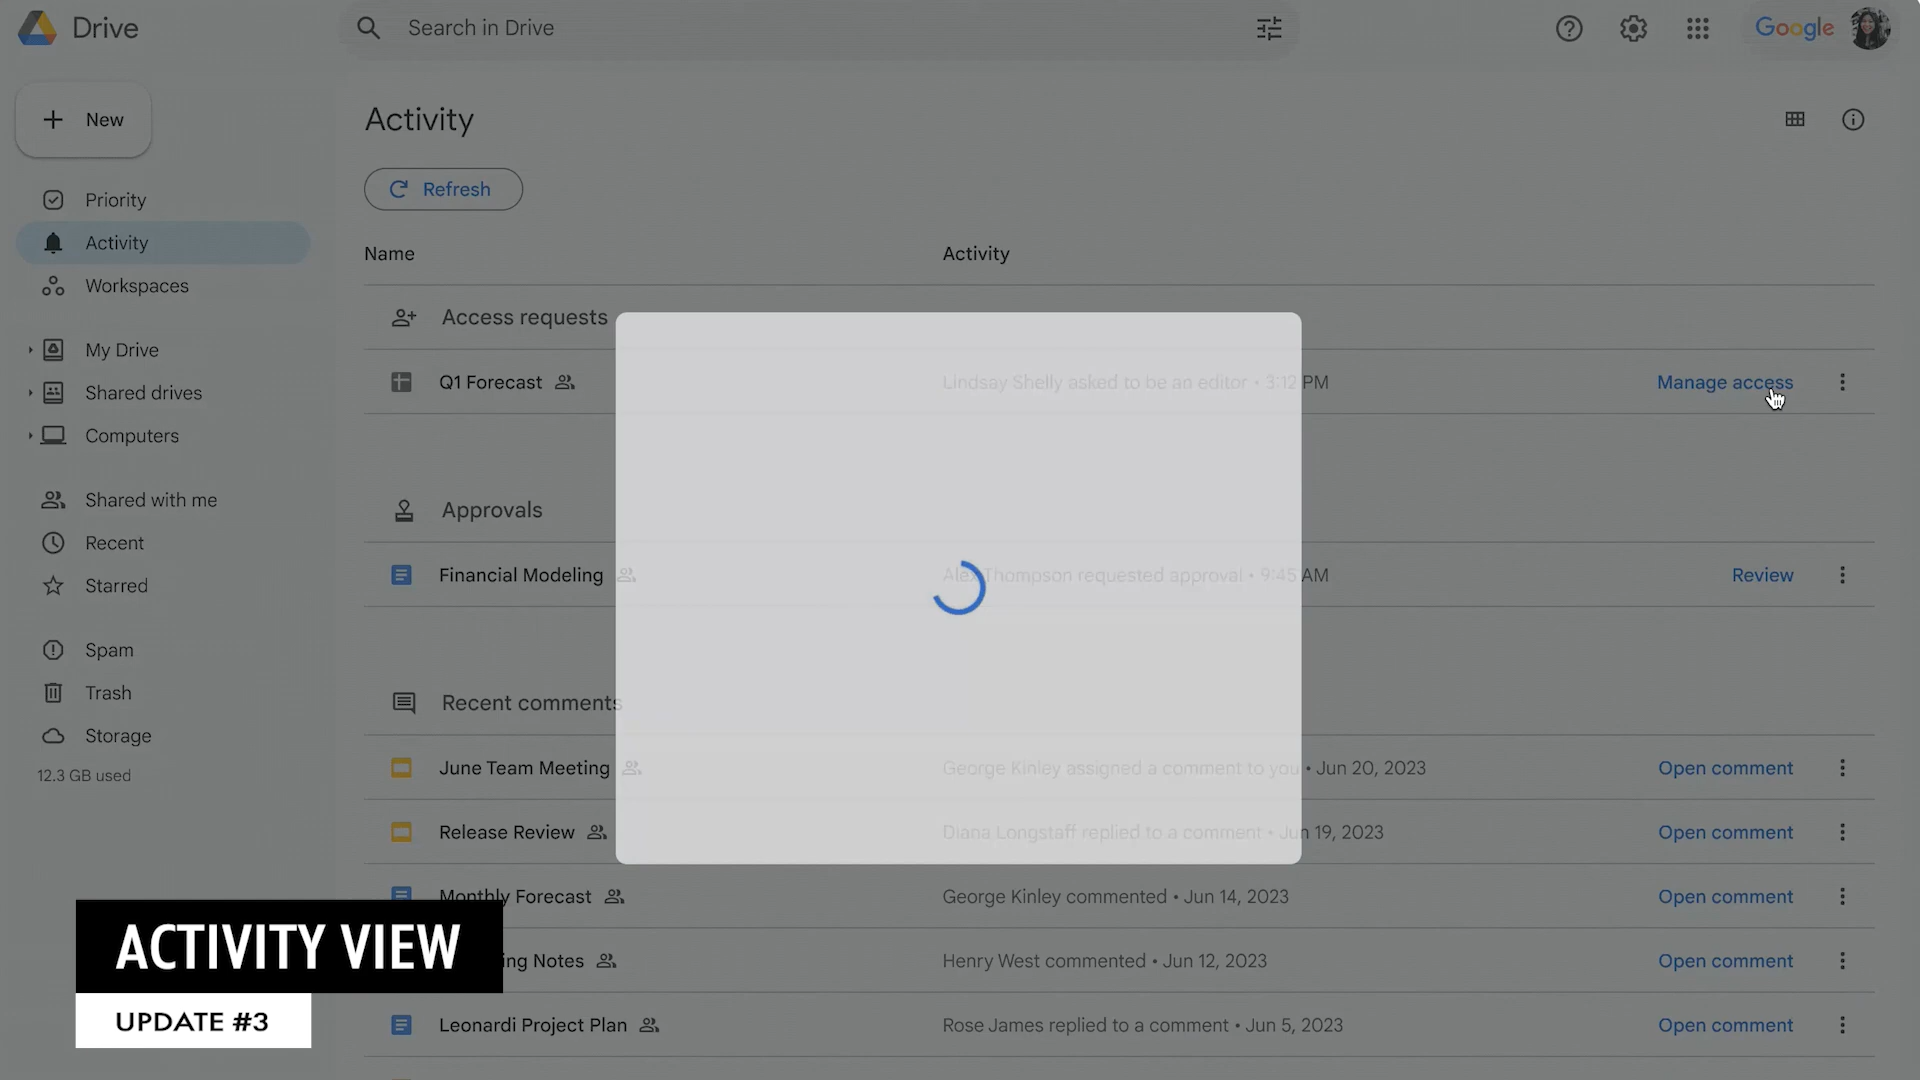 Drive
Search in Drive
Google
New
Activity
Refresh
Priority
Activity
Workspaces
My Drive
Shared drives
Computers
Shared with me
Recent
Starred
Spam
Trash
Storage
12.3 GB used
Name Activity
Access requests
Q1 Forecast Lindsay Shelly asked to be an editor • 3:12 PM Manage access
Approvals
Financial Modeling Alex Thompson requested approval • 9:45 AM Review
Recent comments
June Team Meeting George Kinley assigned a comment to you • Jun 20, 2023 Open comment
Release Review Diana Longstaff replied to a comment • Jun 19, 2023 Open comment
Monthly Forecast George Kinley commented • Jun 14, 2023 Open comment
ing Notes Henry West commented • Jun 12, 2023 Open comment
Leonardi Project Plan Rose James replied to a comment • Jun 5, 2023 Open comment
ACTIVITY VIEW
UPDATE #3